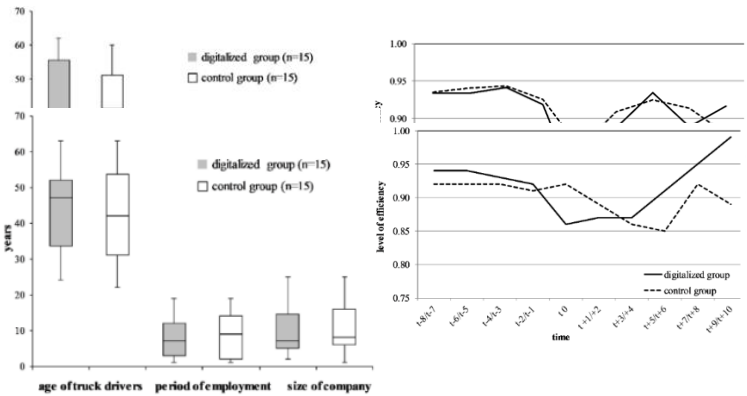 70
60
50
digitalized group (n=15)
control group (n=15)
70
60
50
40
30
20
10
0
years
digitalized group (n=15)
control group (n=15)
age of truck drivers
period of employment
size of company
1.00
0.95
0.90
1.00
0.95
0.90
0.85
0.80
0.75
level of efficiency
digitalized group
control group
t-8/t-7
t-6/t-5
t-4/t-3
t-2/t-1
t 0
t +1/+2
t+3/+4
t+5/t+6
t+7/t+8
t+9/t+10
time